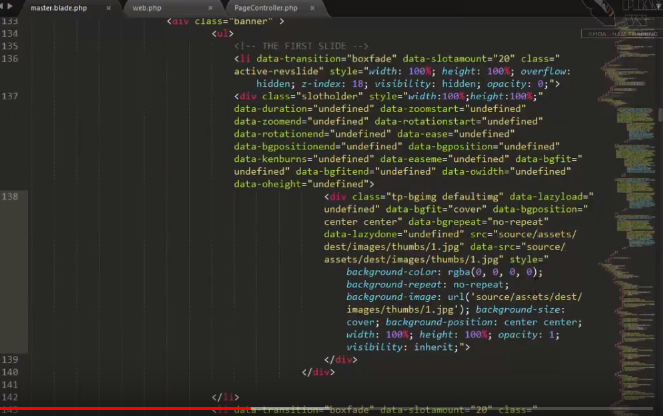 master.blade.php × web.php × PageController.php ×
133 <div class="banner" >
134 <ul>
135 <!-- THE FIRST SLIDE -->
136 <li data-transition="boxfade" data-slotamount="20" class="
active-revslide" style="width: 100%; height: 100%; overflow:
hidden; z-index: 18; visibility: hidden; opacity: 0;">
137 <div class="slotholder" style="width:100%;height:100%;"
data-duration="undefined" data-zoomstart="undefined"
data-zoomend="undefined" data-rotationstart="undefined"
data-rotationend="undefined" data-ease="undefined"
data-bgpositionend="undefined" data-bgposition="undefined"
data-kenburns="undefined" data-easeme="undefined" data-bgfit="
undefined" data-bgfitend="undefined" data-owidth="undefined"
data-oheight="undefined">
138 <div class="tp-bgimg defaultimg" data-lazyload="
undefined" data-bgfit="cover" data-bgposition="
center center" data-bgrepeat="no-repeat"
data-lazydone="undefined" src="source/assets/
dest/images/thumbs/1.jpg" data-src="source/
assets/dest/images/thumbs/1.jpg" style="
background-color: rgba(0, 0, 0, 0);
background-repeat: no-repeat;
background-image: url('source/assets/dest/
images/thumbs/1.jpg'); background-size:
cover; background-position: center center;
width: 100%; height: 100%; opacity: 1;
visibility: inherit;">
139 </div>
140 </div>
141
142 </li>
143 <li data-transition="boxfade" data-slotamount="20" class="